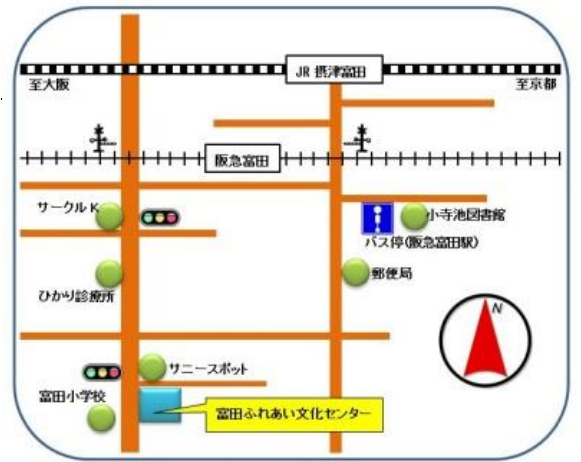 JR 摂津富田
至大阪
至京都
阪急富田
サークルK
小寺池図書館
バス停(阪急富田駅)
ひかり診療所
郵便局
N
サニースポット
富田小学校
富田ふれあい文化センター